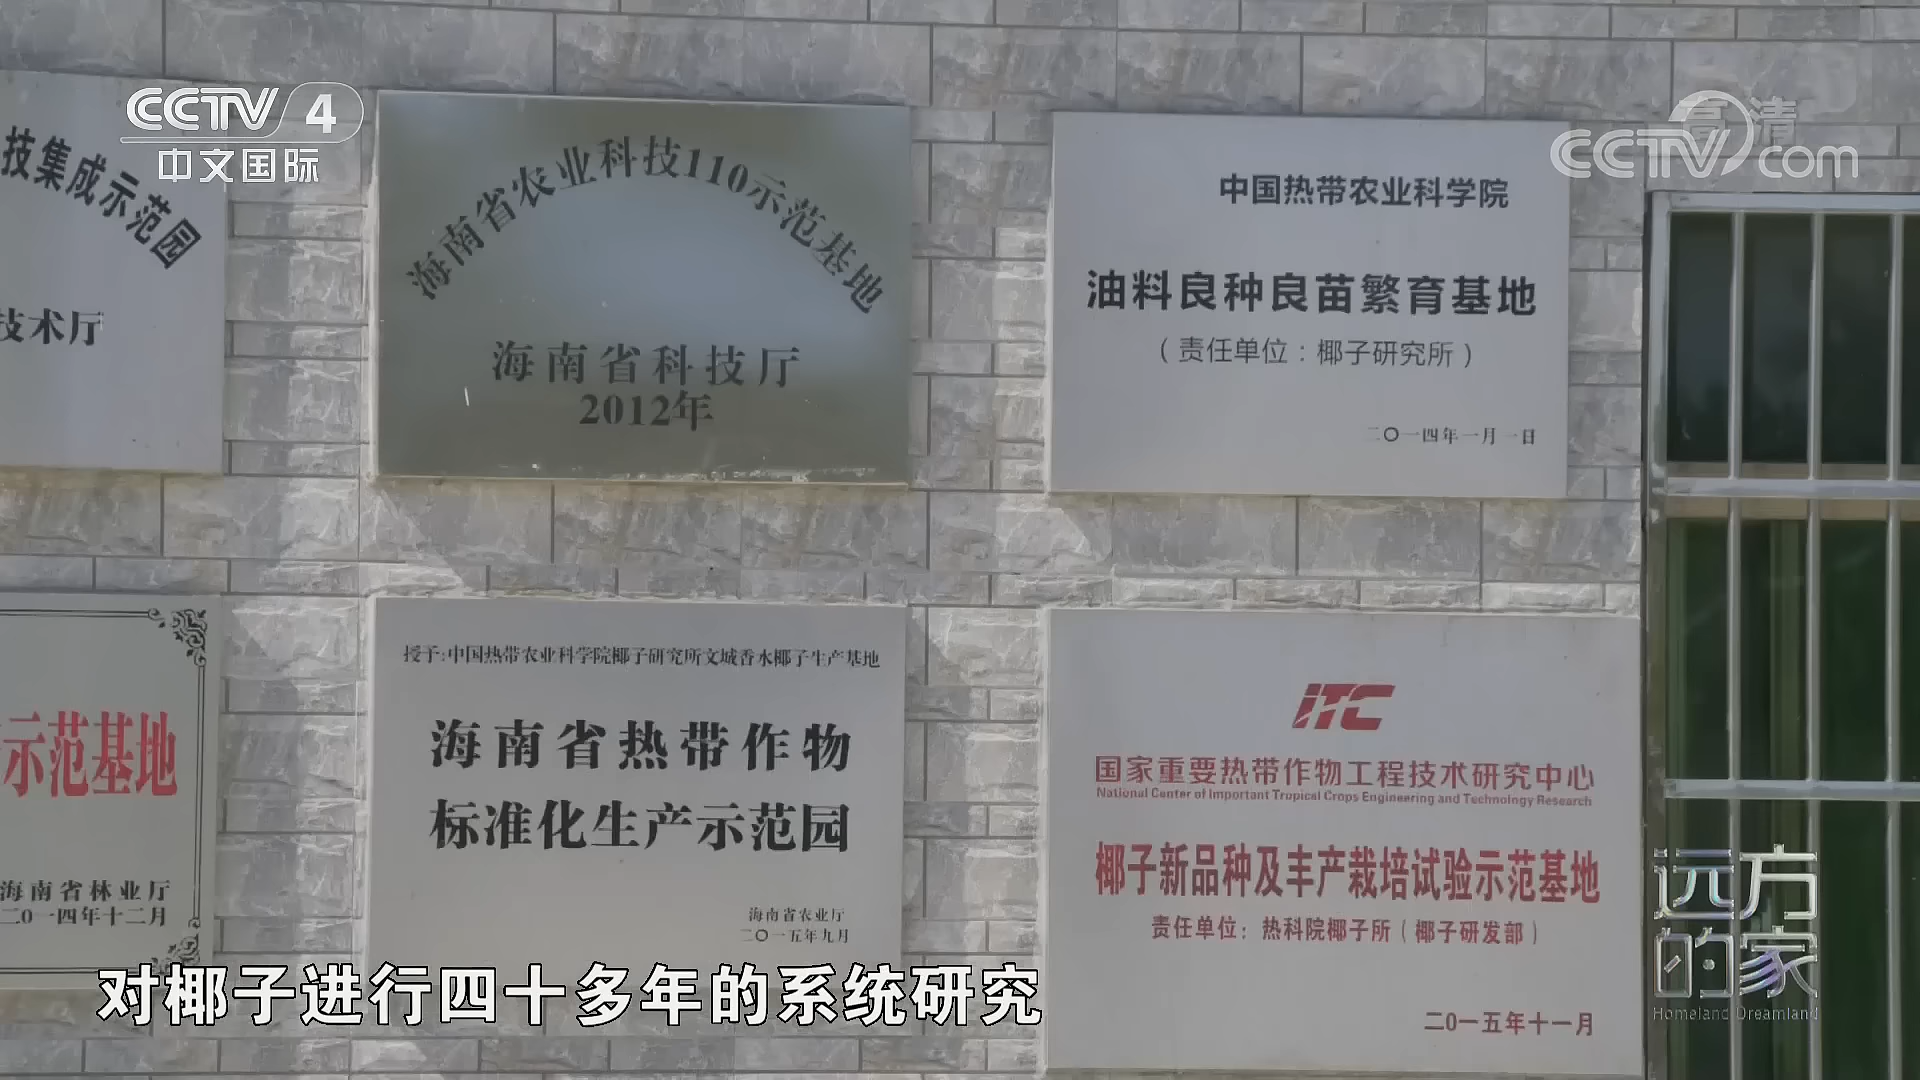 CCTV 4
中文国际
高清
CCTV com
技集成示范园
技术厅
海南省农业科技110示范基地
海南省科技厅
2012年
中国热带农业科学院
油料良种良苗繁育基地
（责任单位：椰子研究所）
二〇一四年一月一日
示范基地
海南省林业厅
二〇一四年十二月
授予:中国热带农业科学院椰子研究所文城香水椰子生产基地
海南省热带作物
标准化生产示范园
海南省农业厅
二〇一五年九月
ITC
国家重要热带作物工程技术研究中心
National Center of Important Tropical Crops Engineering and Technology Research
椰子新品种及丰产栽培试验示范基地
责任单位：热科院椰子所（椰子研发部）
二〇一五年十一月
远方的家
Homeland Dreamland
对椰子进行四十多年的系统研究